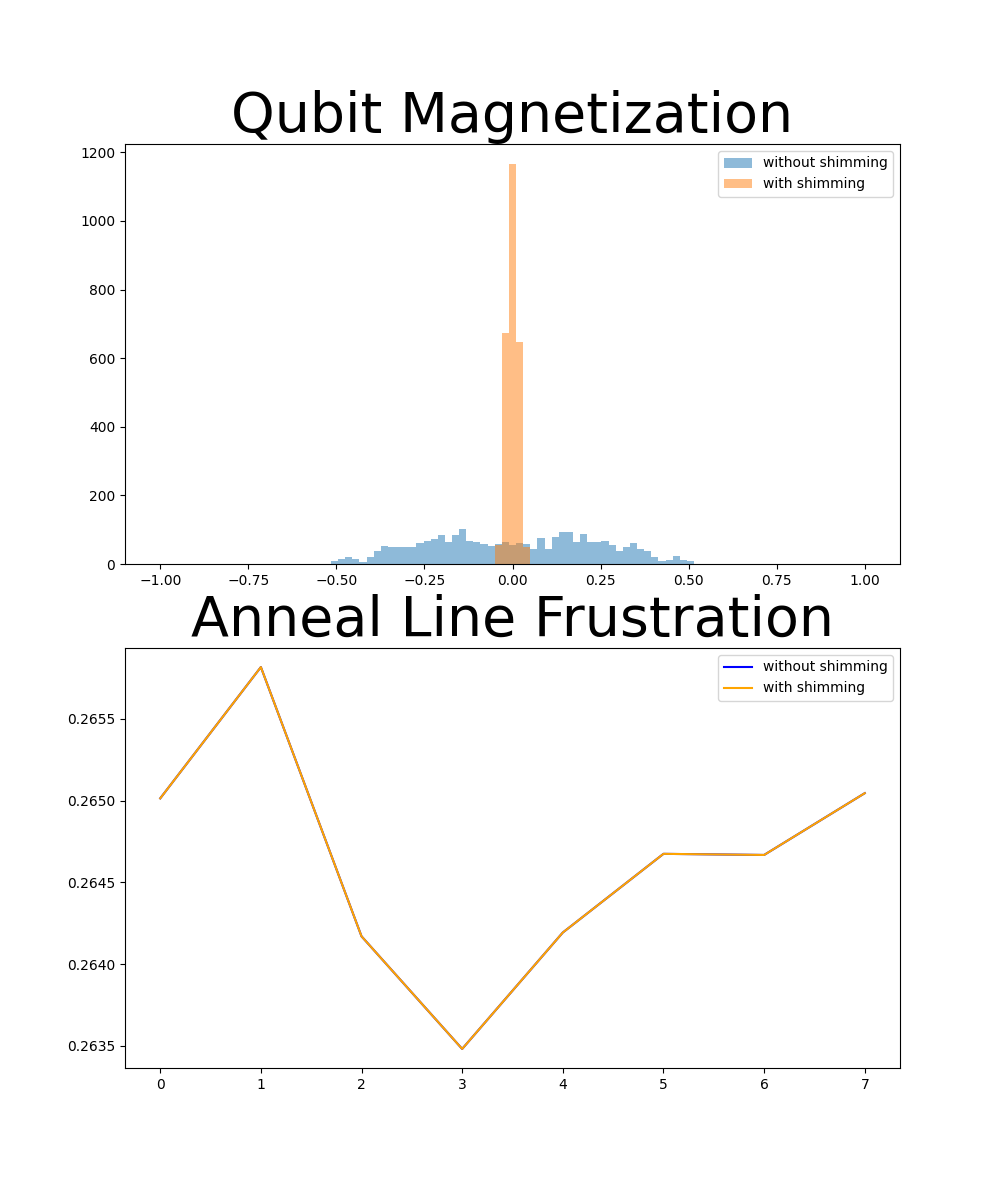 Qubit Magnetization
1200
1000
800
600
400
200
0
without shimming
with shimming
−1.00 −0.75 −0.50 −0.25 0.00 0.25 0.50 0.75 1.00
Anneal Line Frustration
0.2655
0.2650
0.2645
0.2640
0.2635
without shimming
with shimming
0 1 2 3 4 5 6 7